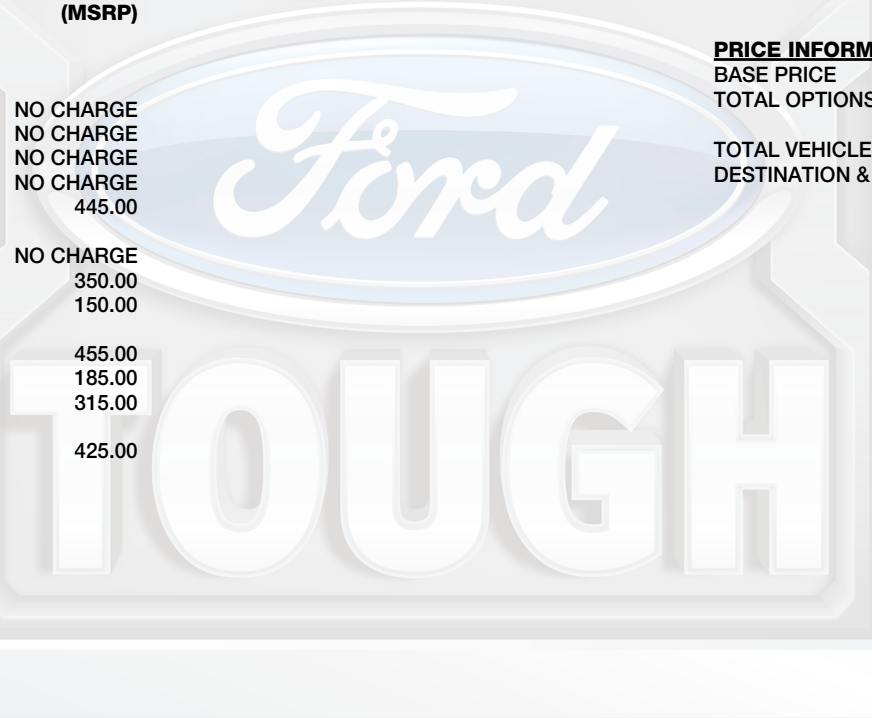 (MSRP)
NO CHARGE
NO CHARGE
NO CHARGE
NO CHARGE
445.00
NO CHARGE
350.00
150.00
455.00
185.00
315.00
425.00
PRICE INFORM
BASE PRICE
TOTAL OPTIONS
TOTAL VEHICLE
DESTINATION &
Ford
TOUGH